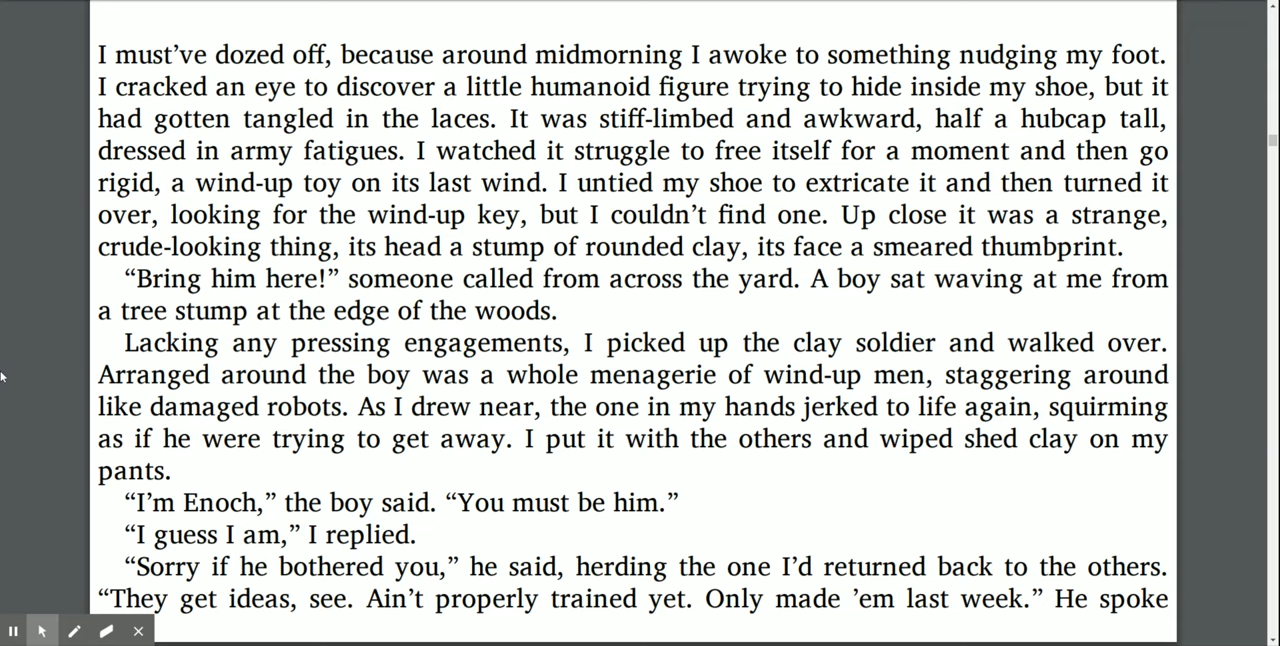 I must’ve dozed off, because around midmorning I awoke to something nudging my foot.
I cracked an eye to discover a little humanoid figure trying to hide inside my shoe, but it
had gotten tangled in the laces. It was stiff-limbed and awkward, half a hubcap tall,
dressed in army fatigues. I watched it struggle to free itself for a moment and then go
rigid, a wind-up toy on its last wind. I untied my shoe to extricate it and then turned it
over, looking for the wind-up key, but I couldn’t find one. Up close it was a strange,
crude-looking thing, its head a stump of rounded clay, its face a smeared thumbprint.
“Bring him here!” someone called from across the yard. A boy sat waving at me from
a tree stump at the edge of the woods.
Lacking any pressing engagements, I picked up the clay soldier and walked over.
Arranged around the boy was a whole menagerie of wind-up men, staggering around
like damaged robots. As I drew near, the one in my hands jerked to life again, squirming
as if he were trying to get away. I put it with the others and wiped shed clay on my
pants.
“I’m Enoch,” the boy said. “You must be him.”
“I guess I am,” I replied.
“Sorry if he bothered you,” he said, herding the one I’d returned back to the others.
“They get ideas, see. Ain’t properly trained yet. Only made ’em last week.” He spoke